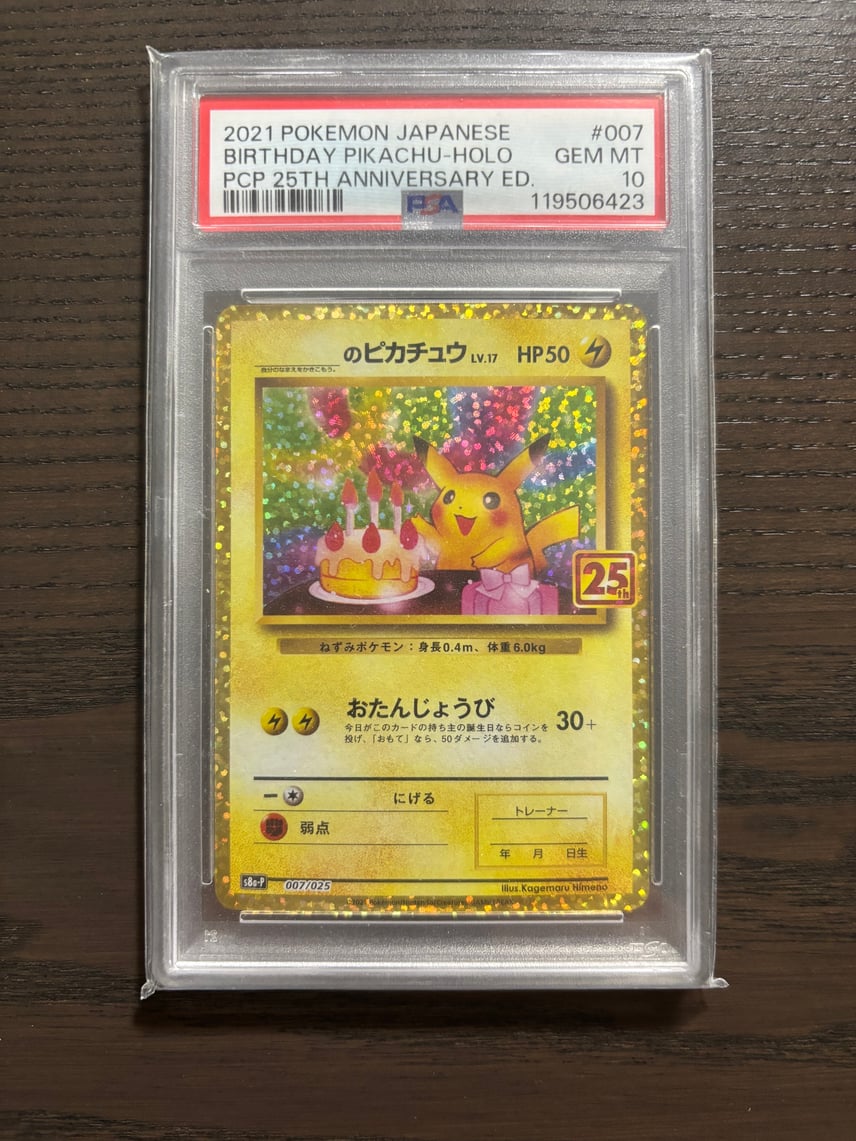 2021 POKEMON JAPANESE #007
BIRTHDAY PIKACHU-HOLO GEM MT
PCP 25TH ANNIVERSARY ED. 10
PSA 119506423
のピカチュウ LV.17 HP50
自分のなまえをかきこもう。
25th
ねずみポケモン：身長0.4m、体重6.0kg
おたんじょうび 30+
今日がこのカードの持ち主の誕生日ならコインを
投げ、「おもて」なら、50ダメージを追加する。
にげる
弱点
トレーナー
年 月 日生
s8a-P 007/025
Illus.Kagemaru Himeno